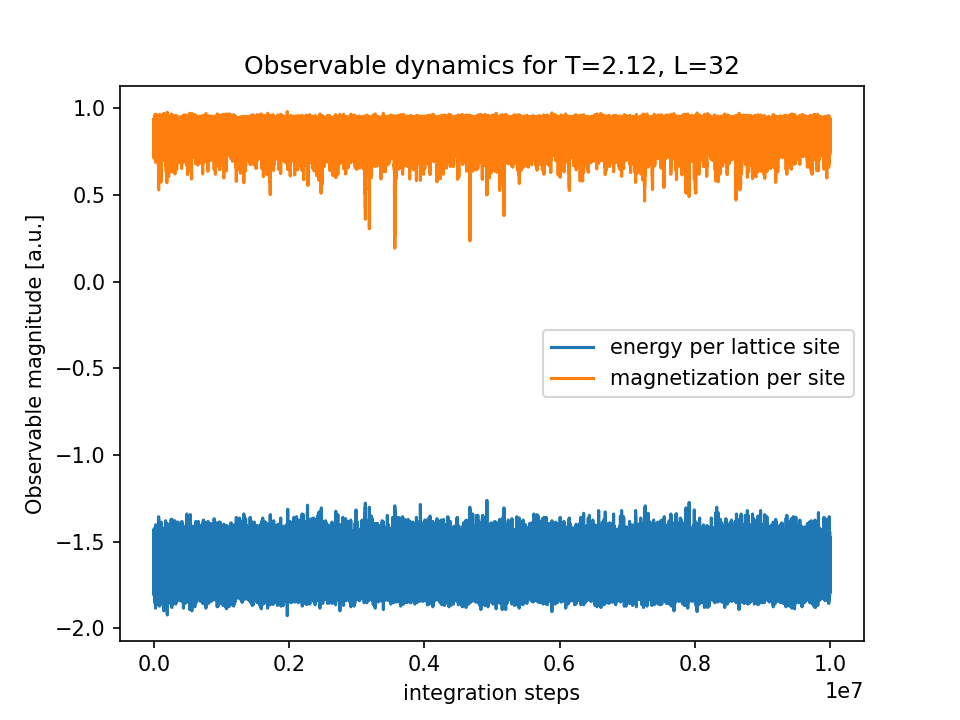 Observable dynamics for T=2.12, L=32
1.0
0.5
0.0
−0.5
−1.0
−1.5
−2.0
Observable magnitude [a.u.]
energy per lattice site
magnetization per site
0.0 0.2 0.4 0.6 0.8 1.0
1e7
integration steps